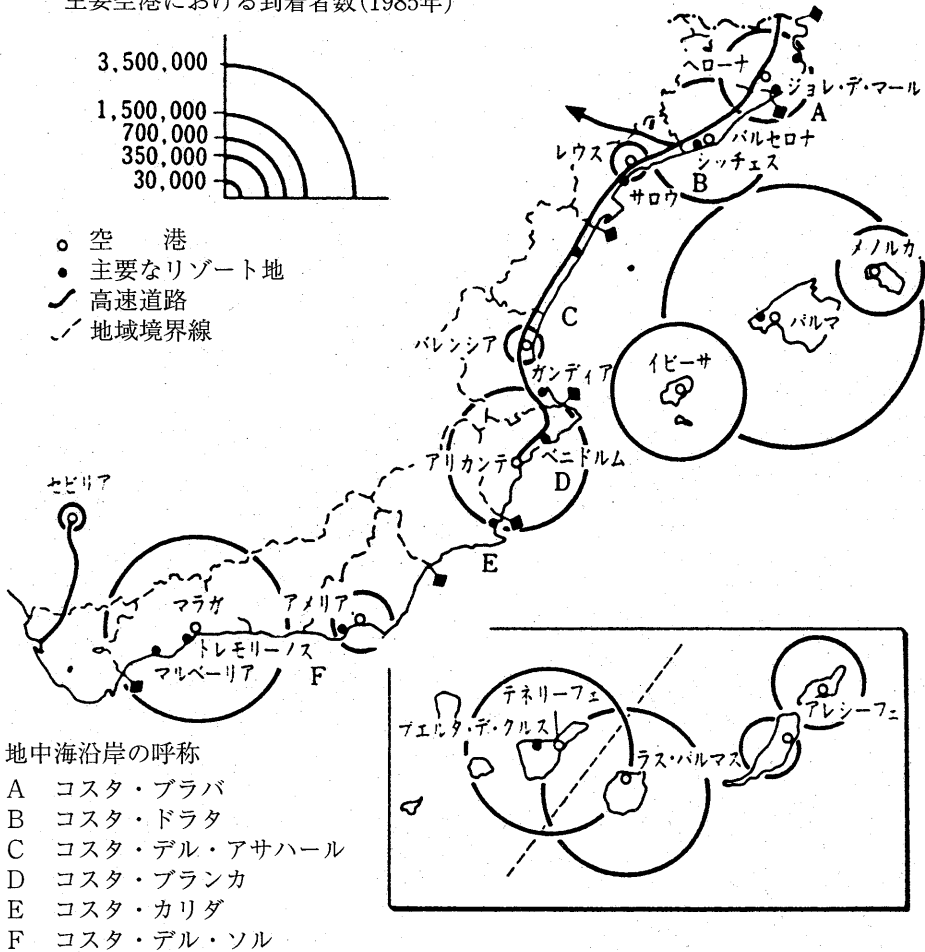 主要空港における到着者数(1985年)
3,500,000
1,500,000
700,000
350,000
30,000
空　港
主要なリゾート地
高速道路
地域境界線
ヘローナ
ジョレ・デ・マール
A
バルセロナ
レウス
シッチェス
B
サロウ
メノルカ
パルマ
C
バレンシア
ガンディア
イビーサ
アリカンテ
ベニドルム
D
セビリア
E
マラガ
アメリア
トレモリーノス
マルベーリア
F
テネリーフェ
プエルタ・デ・クルス
アレシーフェ
ラス・パルマス
地中海沿岸の呼称
A　コスタ・ブラバ
B　コスタ・ドラタ
C　コスタ・デル・アサハール
D　コスタ・ブランカ
E　コスタ・カリダ
F　コスタ・デル・ソル